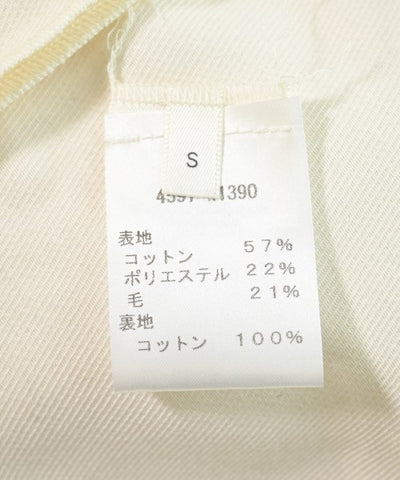 S
表地
コットン 57%
ポリエステル 22%
毛 21%
裏地
コットン 100%